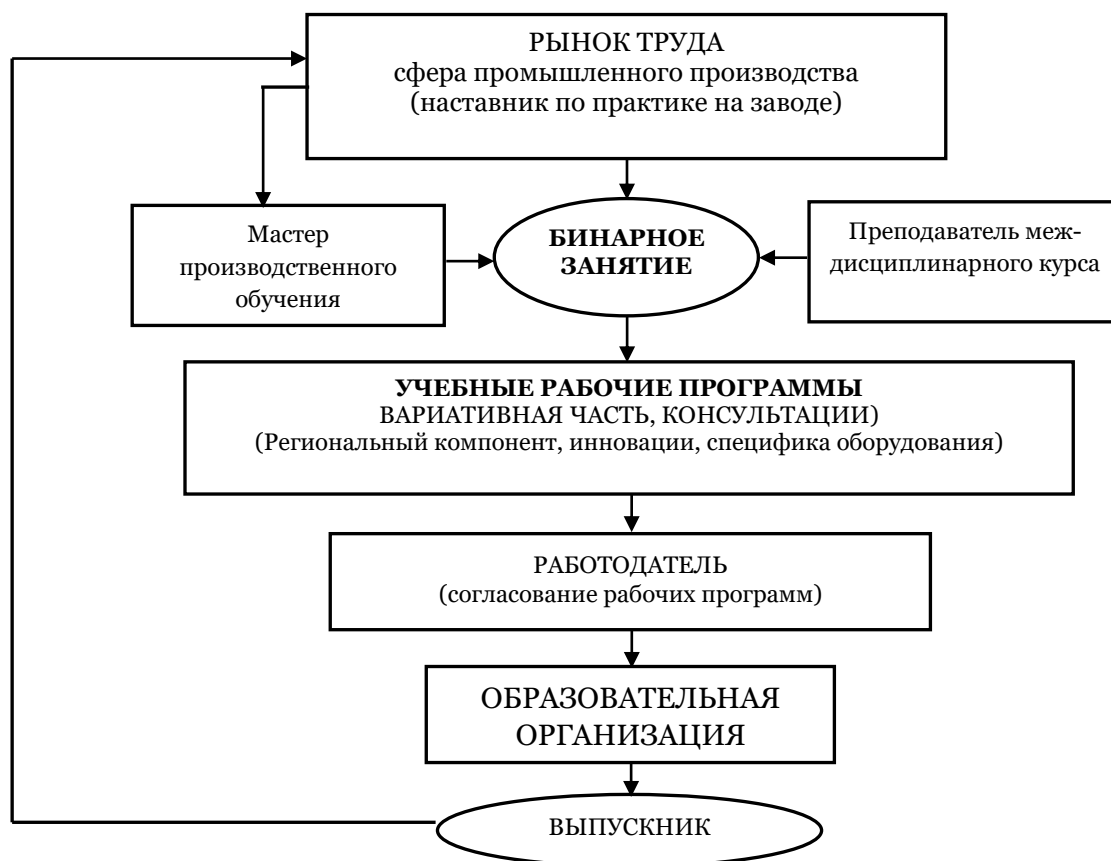 РЫНОК ТРУДА
сфера промышленного производства
(наставник по практике на заводе)
Мастер
производственного
обучения
БИНАРНОЕ
ЗАНЯТИЕ
Преподаватель меж-
дисциплинарного курса
УЧЕБНЫЕ РАБОЧИЕ ПРОГРАММЫ
ВАРИАТИВНАЯ ЧАСТЬ, КОНСУЛЬТАЦИИ)
(Региональный компонент, инновации, специфика оборудования)
РАБОТОДАТЕЛЬ
(согласование рабочих программ)
ОБРАЗОВАТЕЛЬНАЯ
ОРГАНИЗАЦИЯ
ВЫПУСКНИК